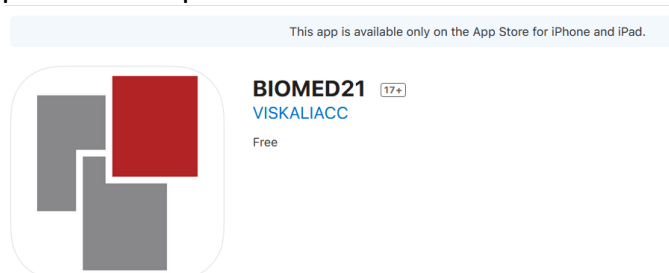 This app is available only on the App Store for iPhone and iPad.
BIOMED21 17+
VISKALIACC
Free